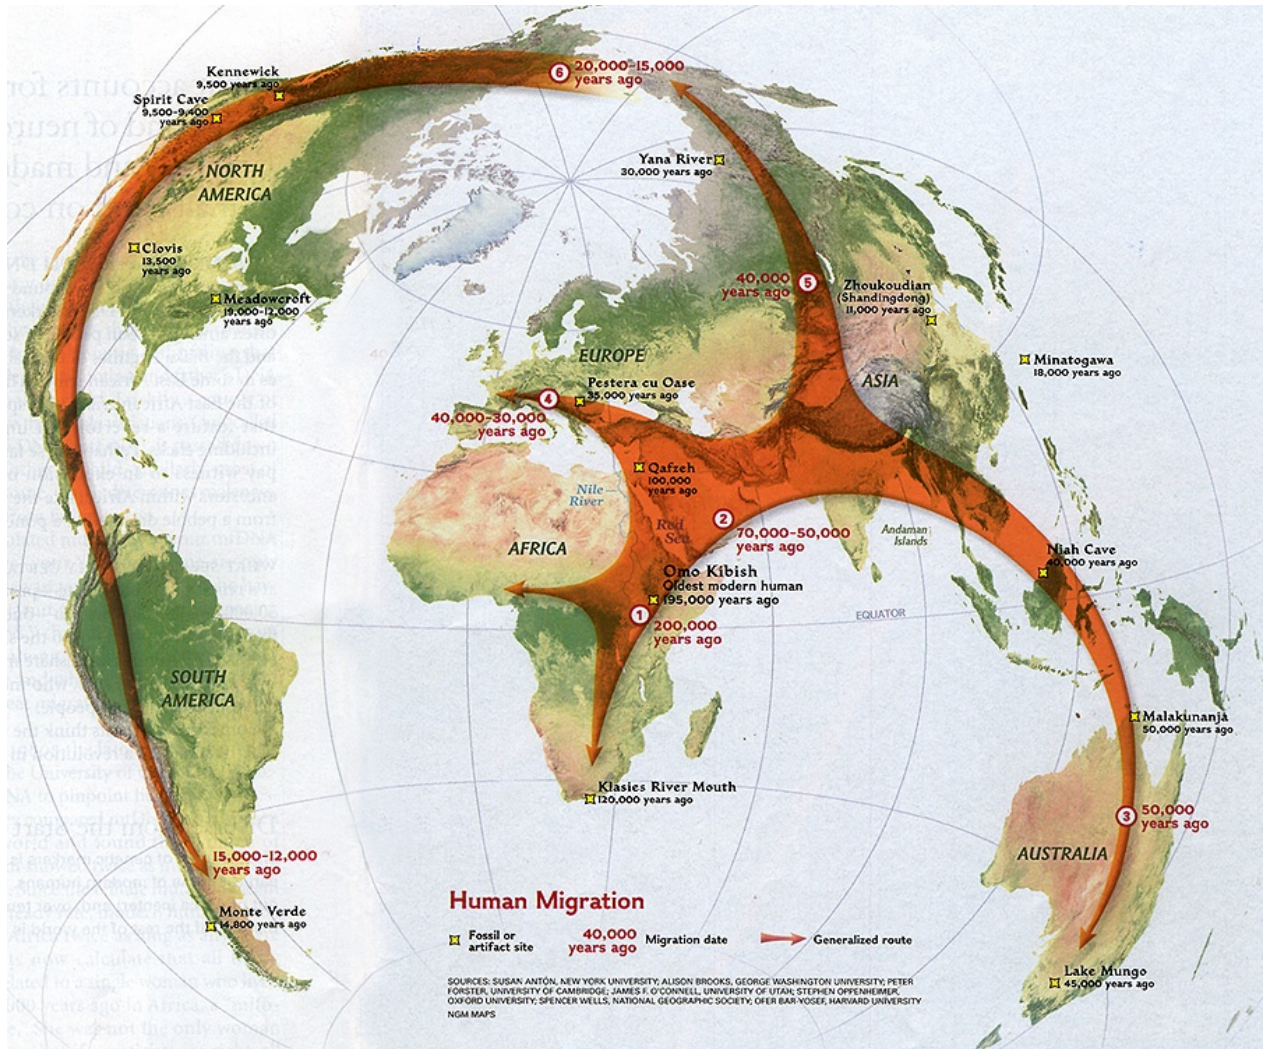 6
20,000–15,000
years ago
Kennewick
9,500 years ago
Spirit Cave
9,500-9,400
years ago
Yana River
30,000 years ago
NORTH
AMERICA
Clovis
13,500
years ago
40,000
years ago
5
Zhoukoudian
(Shandingdong)
11,000 years ago
Meadowcroft
19,000-12,000
years ago
EUROPE
Minatogawa
18,000 years ago
Pestera cu Oase
35,000 years ago
ASIA
4
40,000–30,000
years ago
Qafzeh
100,000
years ago
Nile
River
Red
Sea
2
70,000–50,000
years ago
Andaman
Islands
AFRICA
Niah Cave
40,000 years ago
Omo Kibish
Oldest modern human
195,000 years ago
1
200,000
years ago
EQUATOR
SOUTH
AMERICA
Malakunanja
50,000 years ago
Klasies River Mouth
120,000 years ago
3
50,000
years ago
AUSTRALIA
15,000–12,000
years ago
Monte Verde
14,800 years ago
Human Migration
Fossil or
artifact site
40,000
years ago
Migration date
Generalized route
Lake Mungo
45,000 years ago
SOURCES: SUSAN ANTÓN, NEW YORK UNIVERSITY; ALISON BROOKS, GEORGE WASHINGTON UNIVERSITY; PETER
FORSTER, UNIVERSITY OF CAMBRIDGE; JAMES F. O'CONNELL, UNIVERSITY OF UTAH; STEPHEN OPPENHEIMER,
OXFORD UNIVERSITY; SPENCER WELLS, NATIONAL GEOGRAPHIC SOCIETY; OFER BAR-YOSEF, HARVARD UNIVERSITY
NGM MAPS